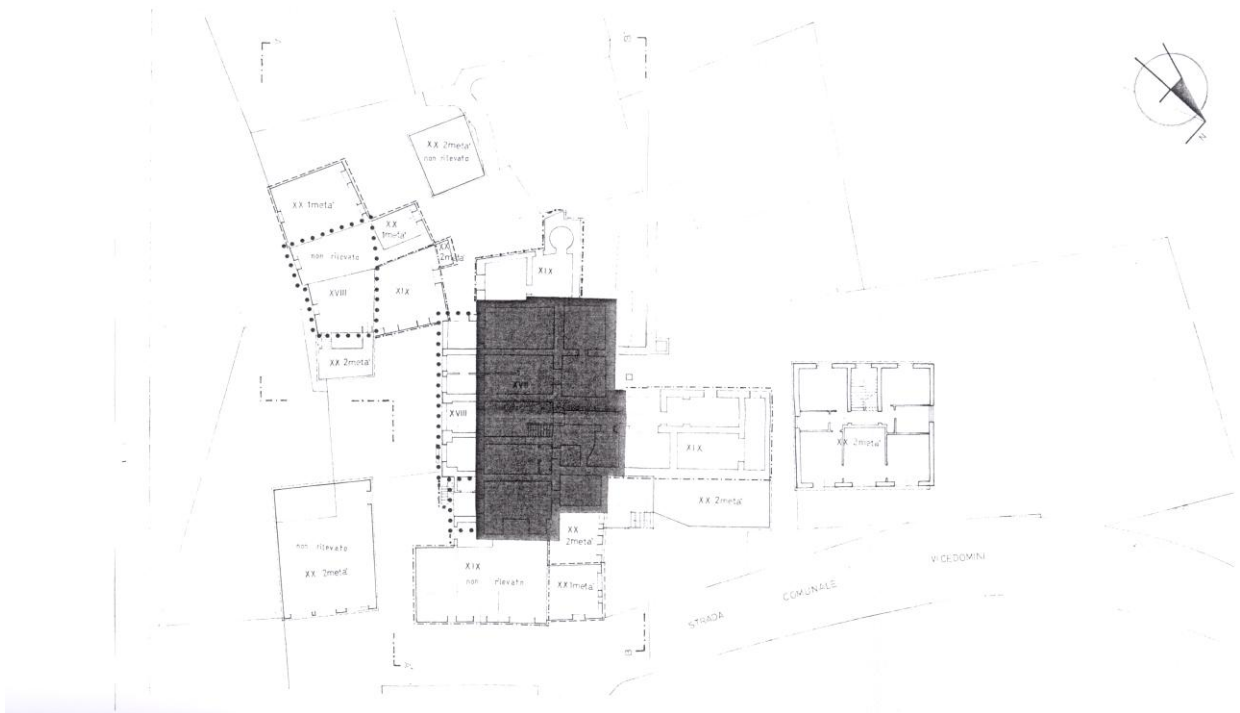 XX 2meta'
non rilevato
XX 1meta'
XX
1meta'
non rilevato
XX
2meta'
XVIII
XIX
XIX
XX 2meta'
XVII
XVIII
XIX
XX 2meta'
XX 2meta'
non rilevato
XX 2meta'
XIX
non rilevato
XX
2meta'
XX 1meta'
STRADA
COMUNALE
VICEDOMINI
N